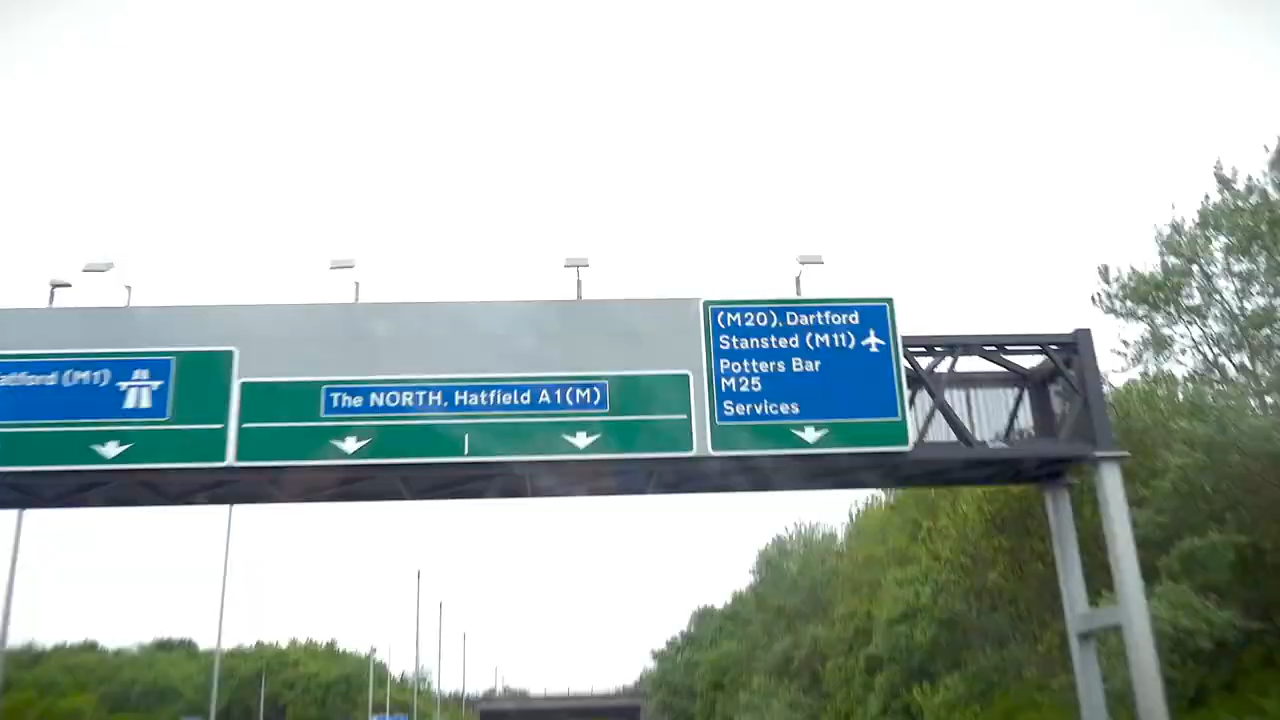 (M1)
The NORTH, Hatfield A1(M)
(M20), Dartford
Stansted (M11)
Potters Bar
M25
Services